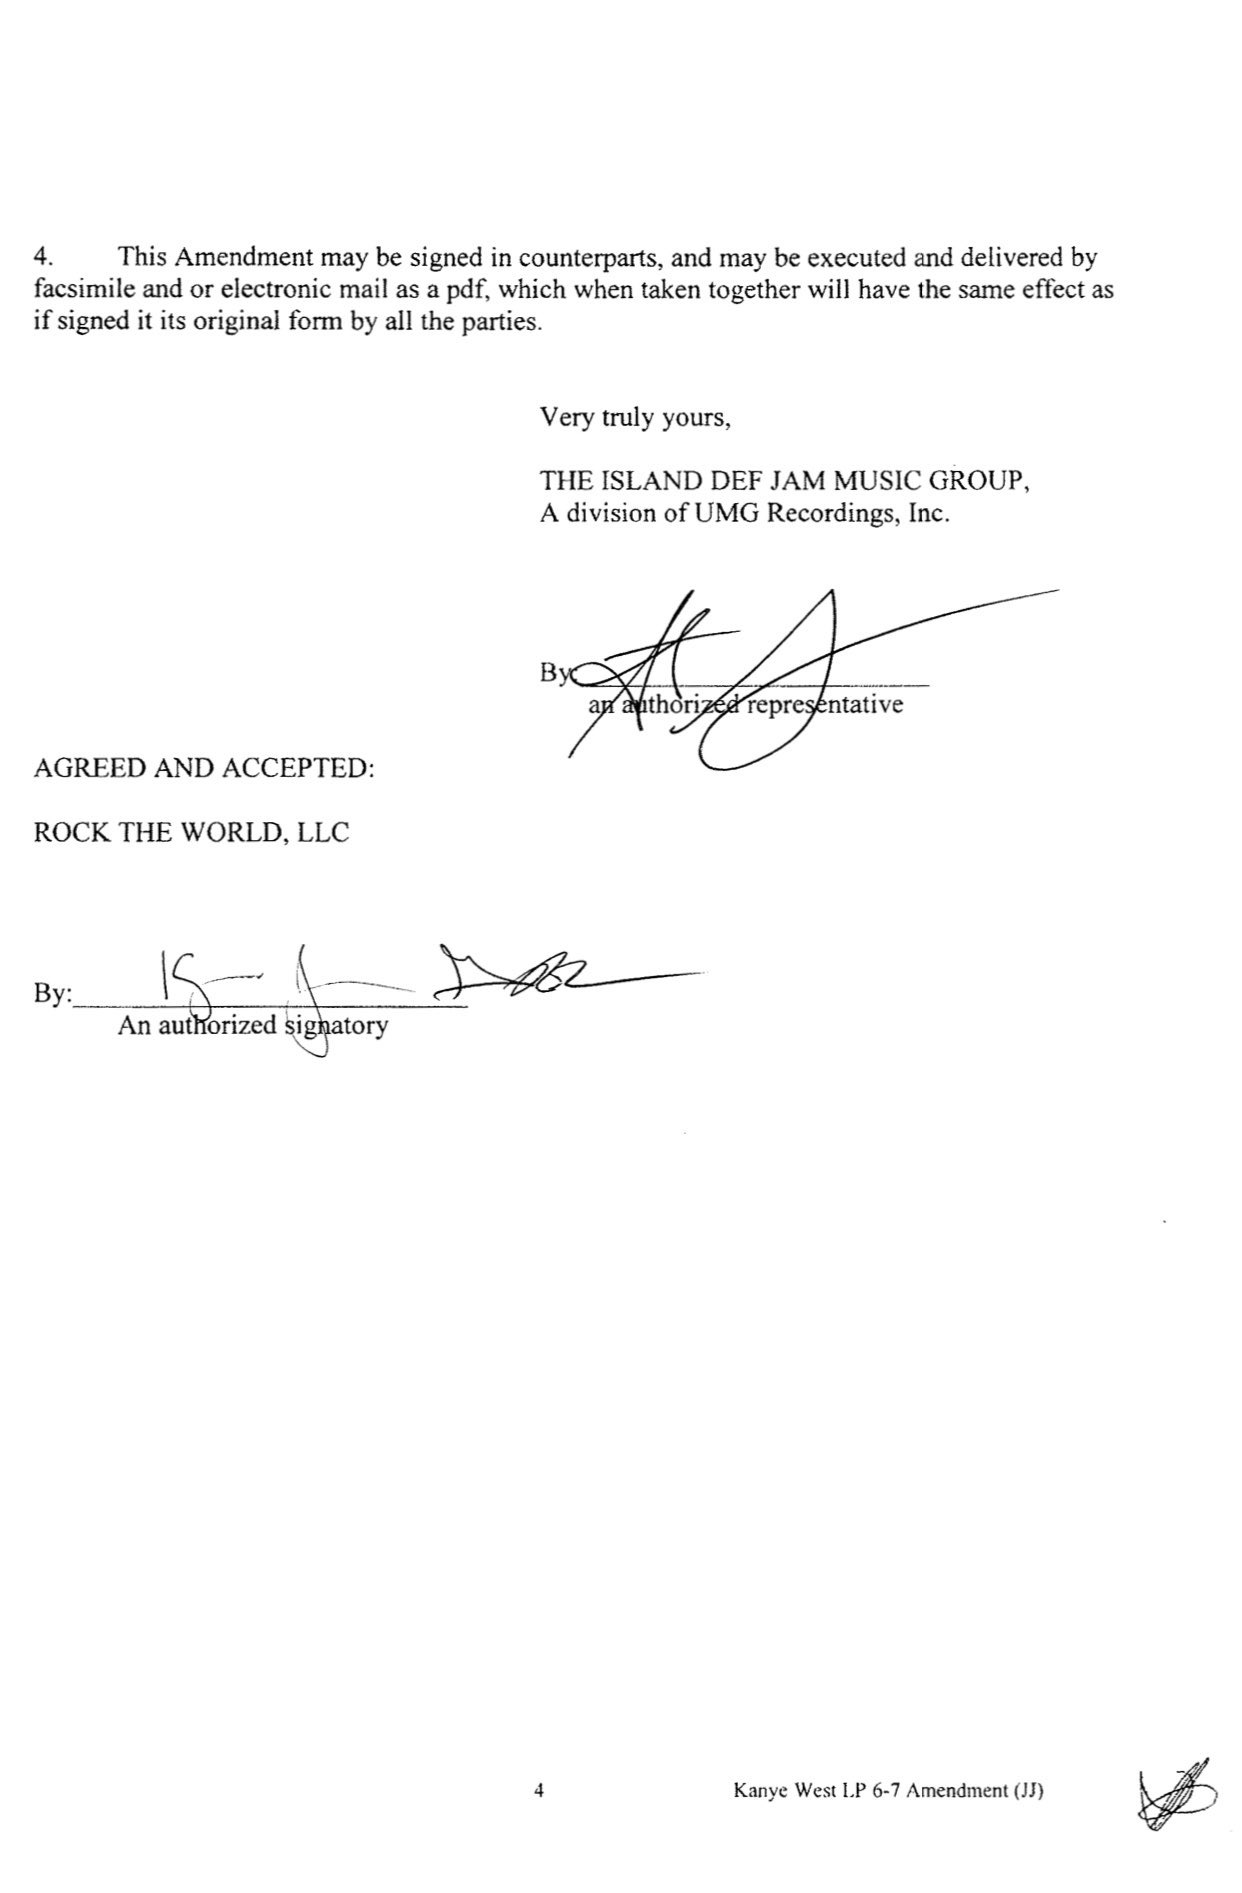 4. This Amendment may be signed in counterparts, and may be executed and delivered by
facsimile and or electronic mail as a pdf, which when taken together will have the same effect as
if signed it its original form by all the parties.
Very truly yours,
THE ISLAND DEF JAM MUSIC GROUP,
A division of UMG Recordings, Inc.
By:
an authorized representative
AGREED AND ACCEPTED:
ROCK THE WORLD, LLC
By:
An authorized signatory
4 Kanye West LP 6-7 Amendment (JJ)